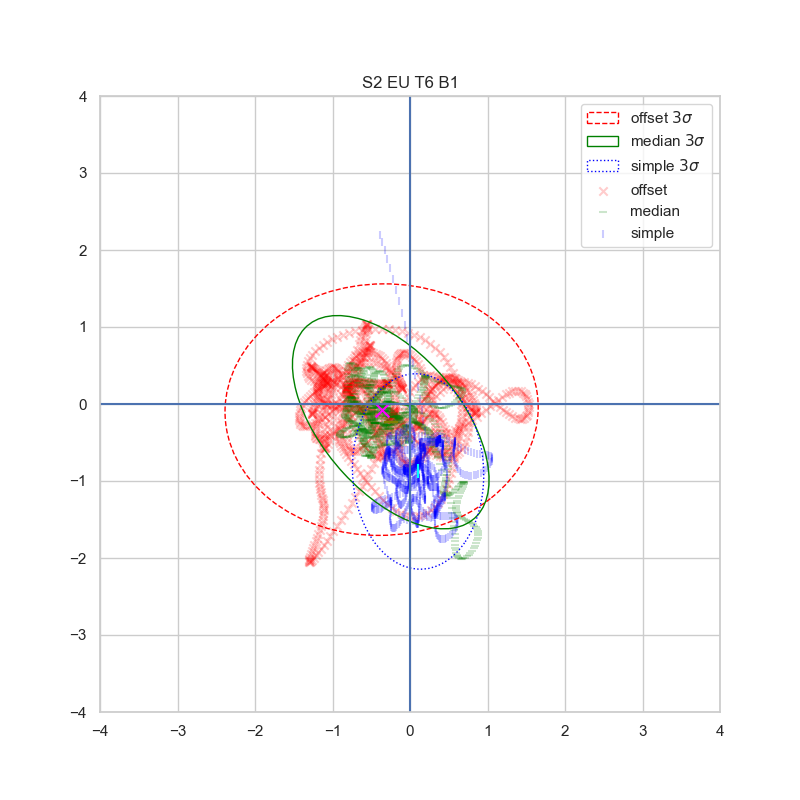 S2 EU T6 B1
4
3
2
1
0
−1
−2
−3
−4
−4 −3 −2 −1 0 1 2 3 4
offset 3σ
median 3σ
simple 3σ
offset
median
simple